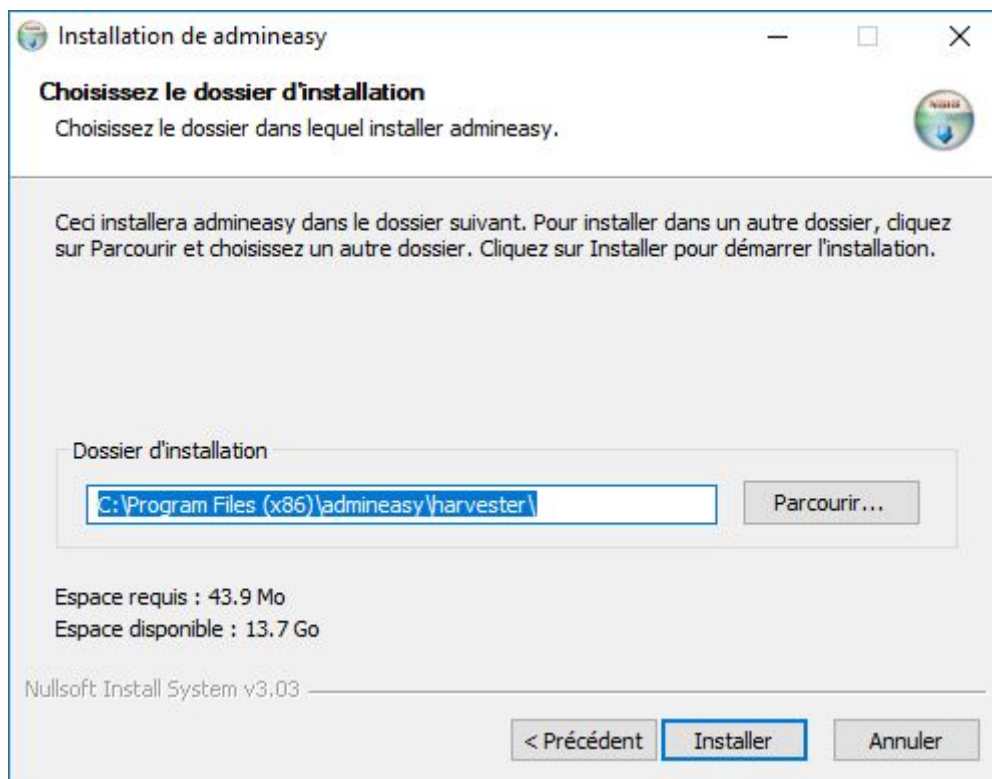 Installation de admineasy
Choisissez le dossier d'installation
Choisissez le dossier dans lequel installer admineasy.
Ceci installera admineasy dans le dossier suivant. Pour installer dans un autre dossier, cliquez
sur Parcourir et choisissez un autre dossier. Cliquez sur Installer pour démarrer l'installation.
Dossier d'installation
C:\Program Files (x86)\admineasy\harvester\
Parcourir...
Espace requis : 43.9 Mo
Espace disponible : 13.7 Go
Nullsoft Install System v3.03
< Précédent
Installer
Annuler